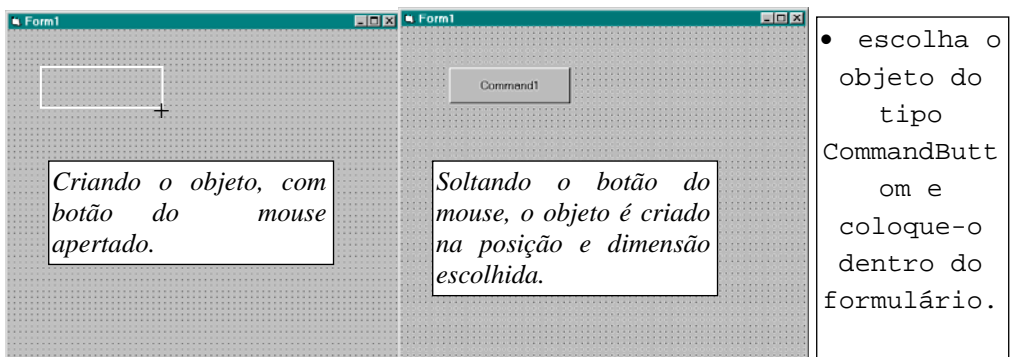 Form1
Criando o objeto, com
botão do mouse
apertado.
Form1
Command1
Soltando o botão do
mouse, o objeto é criado
na posição e dimensão
escolhida.
• escolha o
objeto do
tipo
CommandButt
om e
coloque-o
dentro do
formulário.